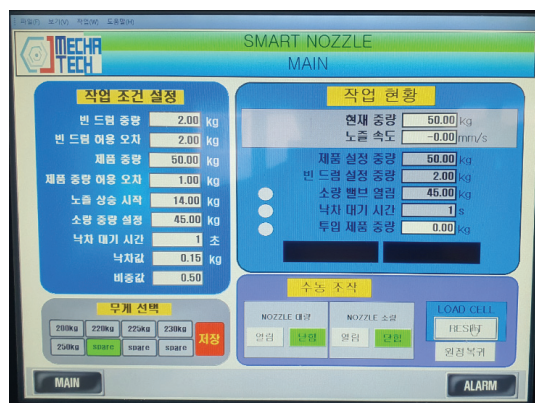 파일(F) 보기(V) 작업(W) 도움말(H)
MECHA TECH
SMART NOZZLE
MAIN
작업 조건 설정
빈 드럼 중량 2.00 kg
빈 드럼 허용 오차 2.00 kg
제품 중량 50.00 kg
제품 중량 허용 오차 1.00 kg
노즐 상승 시작 14.00 kg
소량 중량 설정 45.00 kg
낙차 대기 시간 1 초
낙차값 0.15 kg
비중값 0.50
작업 현황
현재 중량 50.00 kg
노즐 속도 -0.00 mm/s
제품 설정 중량 50.00 kg
빈 드럼 설정 중량 2.00 kg
소량 밸브 열림 45.00 kg
낙차 대기 시간 1 s
투입 제품 중량 0.00 kg
무게 선택
200kg 220kg 225kg 230kg
250kg spare spare spare
저장
수동 조작
NOZZLE 대량 NOZZLE 소량
열림 닫힘 열림 닫힘
LOAD CELL
RESET
원점복귀
MAIN
ALARM